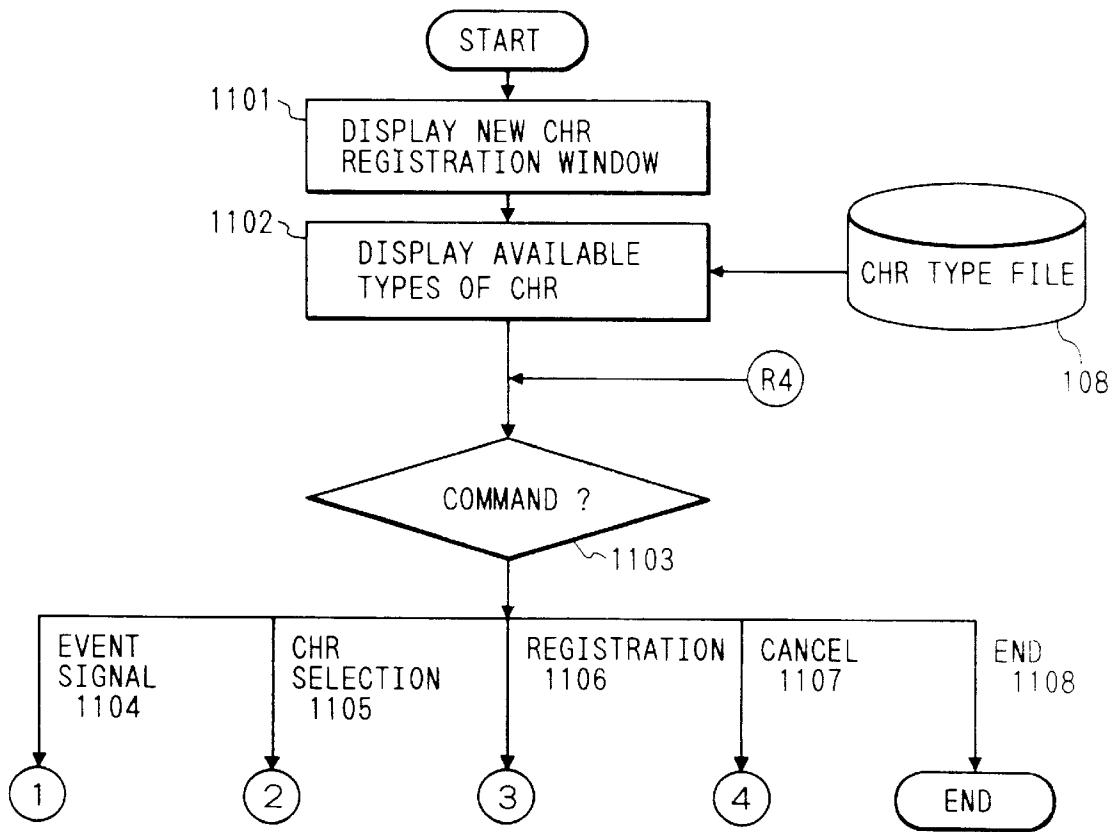 START
1101
DISPLAY NEW CHR
REGISTRATION WINDOW
1102
DISPLAY AVAILABLE
TYPES OF CHR
CHR TYPE FILE
108
R4
COMMAND ?
1103
EVENT
SIGNAL
1104
CHR
SELECTION
1105
REGISTRATION
1106
CANCEL
1107
END
1108
1
2
3
4
END